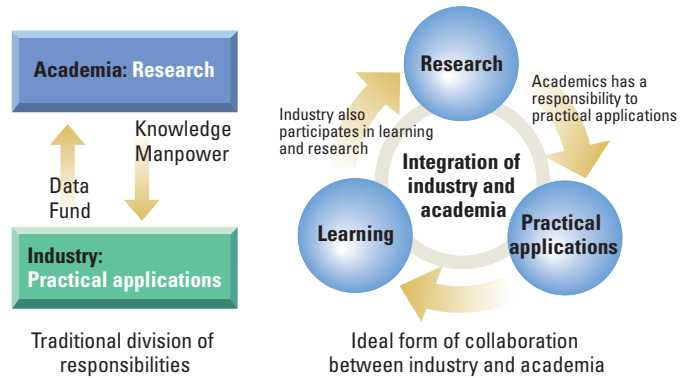 Academia: Research
Knowledge
Manpower
Data
Fund
Industry:
Practical applications
Traditional division of
responsibilities
Research
Academics has a
responsibility to
practical applications
Industry also
participates in learning
and research
Integration of
industry and
academia
Learning
Practical
applications
Ideal form of collaboration
between industry and academia